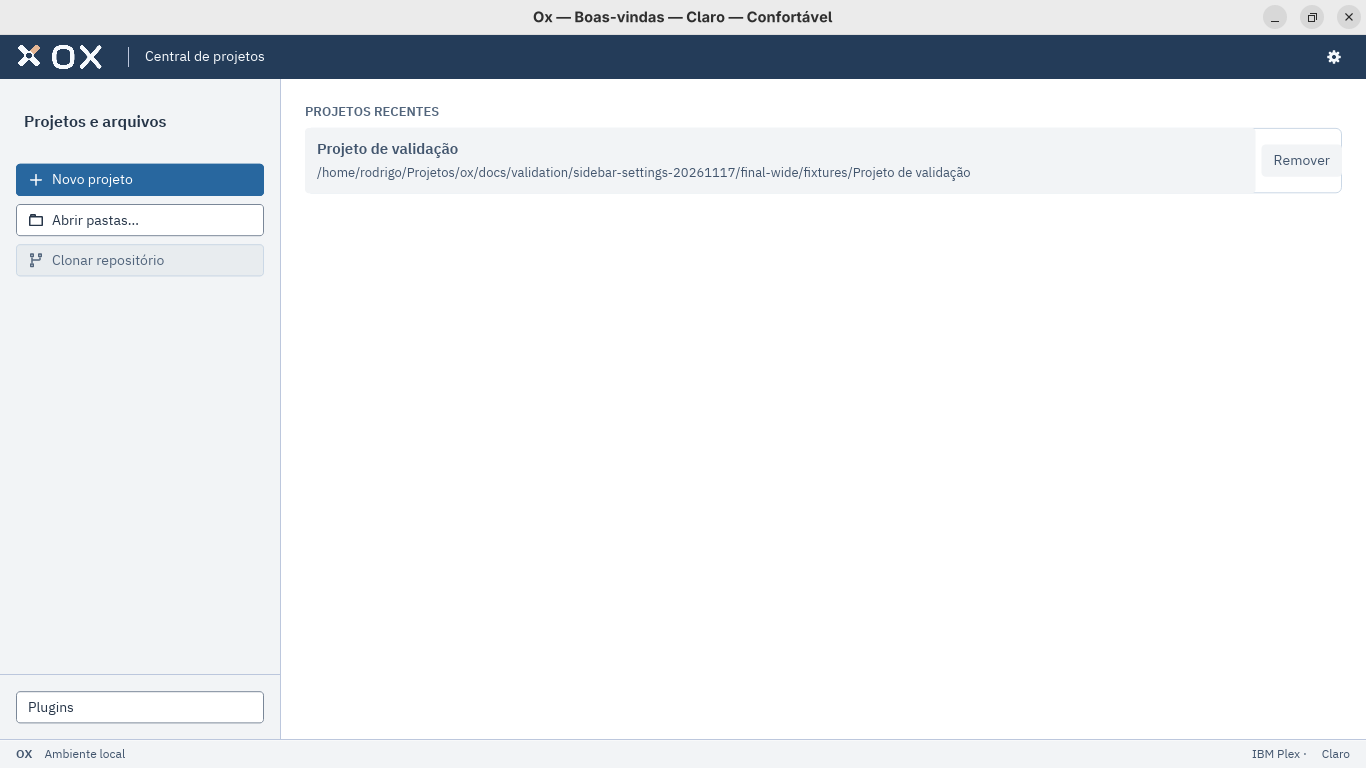 Ox — Boas-vindas — Claro — Confortável
OX
Central de projetos
Projetos e arquivos
Novo projeto
Abrir pastas...
Clonar repositório
Plugins
PROJETOS RECENTES
Projeto de validação
/home/rodrigo/Projetos/ox/docs/validation/sidebar-settings-20261117/final-wide/fixtures/Projeto de validação
Remover
OX Ambiente local
IBM Plex · Claro